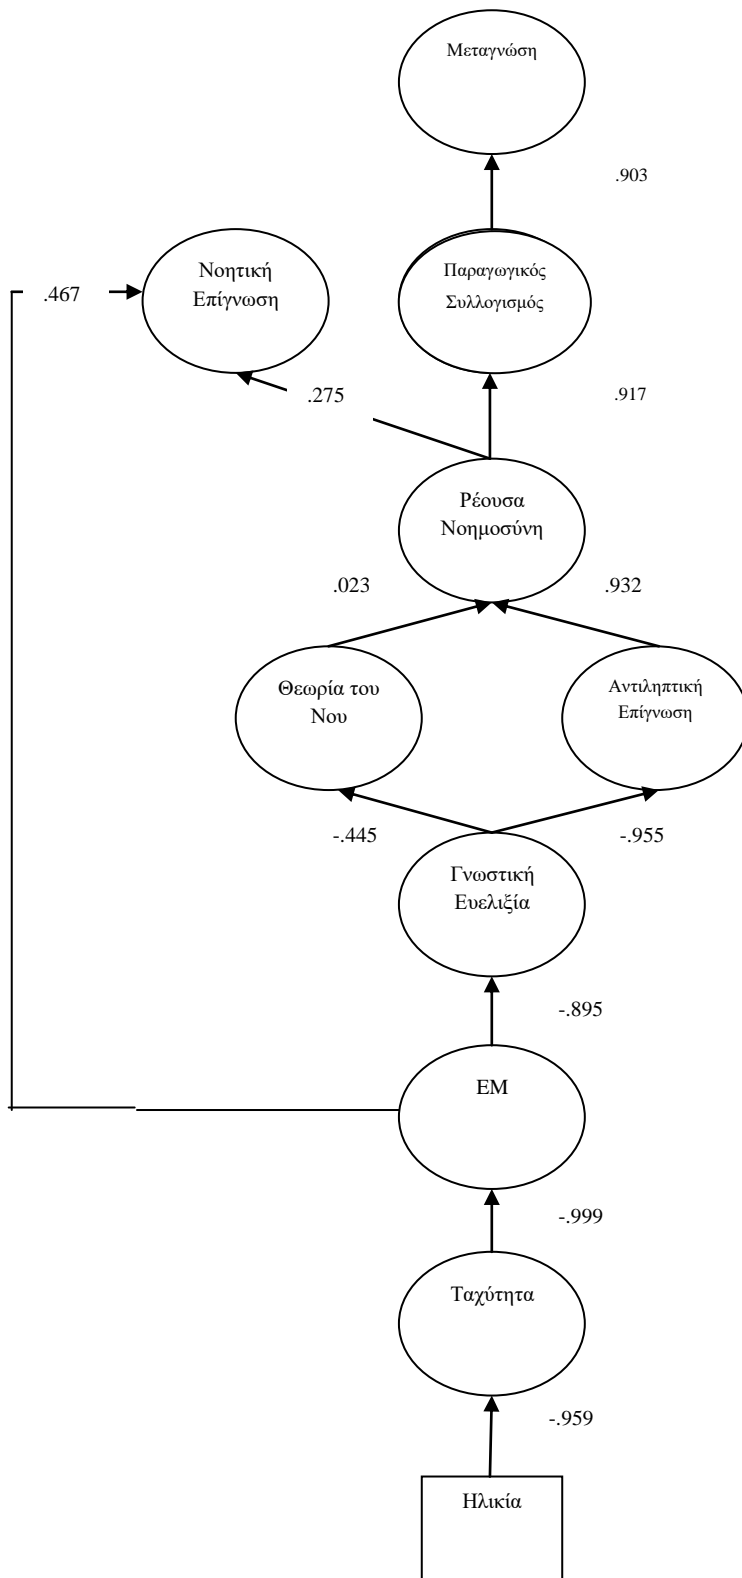 Μεταγνώση
.903
Νοητική
Επίγνωση
Παραγωγικός
Συλλογισμός
.467
.275
.917
Ρέουσα
Νοημοσύνη
.023
.932
Θεωρία του
Νου
Αντιληπτική
Επίγνωση
-.445
-.955
Γνωστική
Ευελιξία
-.895
ΕΜ
-.999
Ταχύτητα
-.959
Ηλικία